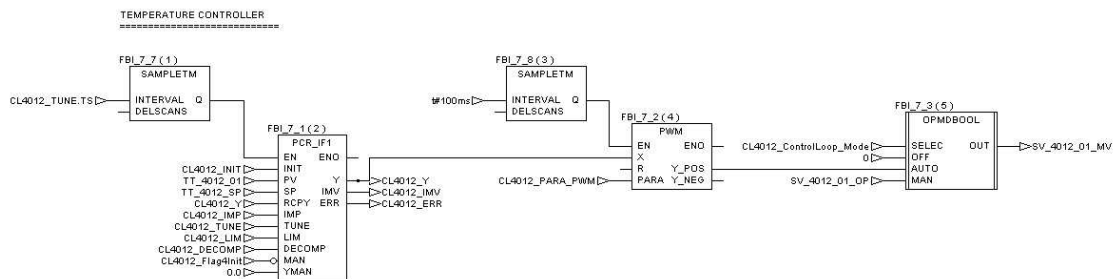 TEMPERATURE CONTROLLER
===========================
FBI_7_7(1)
SAMPLETM
CL4012_TUNE.TS
INTERVAL Q
DELSCANS
FBI_7_1(2)
PCR_IF1
EN ENO
CL4012_INIT INIT
TT_4012_01 PV Y CL4012_Y
TT_4012_SP SP IMV CL4012_IMV
CL4012_Y RCPY ERR CL4012_ERR
CL4012_IMP IMP
CL4012_TUNE TUNE
CL4012_LIM LIM
CL4012_DECOMP DECOMP
CL4012_Flag4Init MAN
0.0 YMAN
FBI_7_8(3)
SAMPLETM
t#100ms INTERVAL Q
DELSCANS
FBI_7_2(4)
PWM
EN ENO
X
R Y_POS
CL4012_PARA_PWM PARA Y_NEG
FBI_7_3(5)
OPMDBOOL
CL4012_ControlLoop_Mode SELEC OUT SV_4012_01_MV
0 OFF
AUTO
SV_4012_01_OP MAN